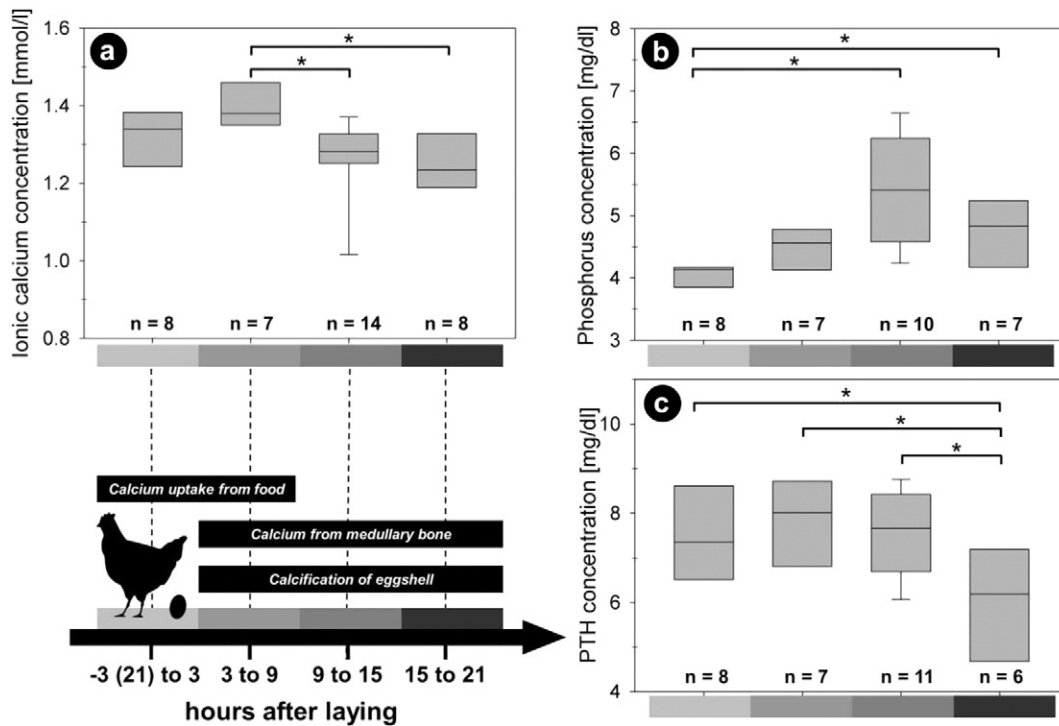 a
Ionic calcium concentration [mmol/l]
1.6
1.4
1.2
1.0
0.8
*
*
n = 8
n = 7
n = 14
n = 8
Calcium uptake from food
Calcium from medullary bone
Calcification of eggshell
-3 (21) to 3
3 to 9
9 to 15
15 to 21
hours after laying
b
Phosphorus concentration [mg/dl]
8
7
6
5
4
3
*
*
n = 8
n = 7
n = 10
n = 7
c
PTH concentration [mg/dl]
10
8
6
4
*
*
*
n = 8
n = 7
n = 11
n = 6